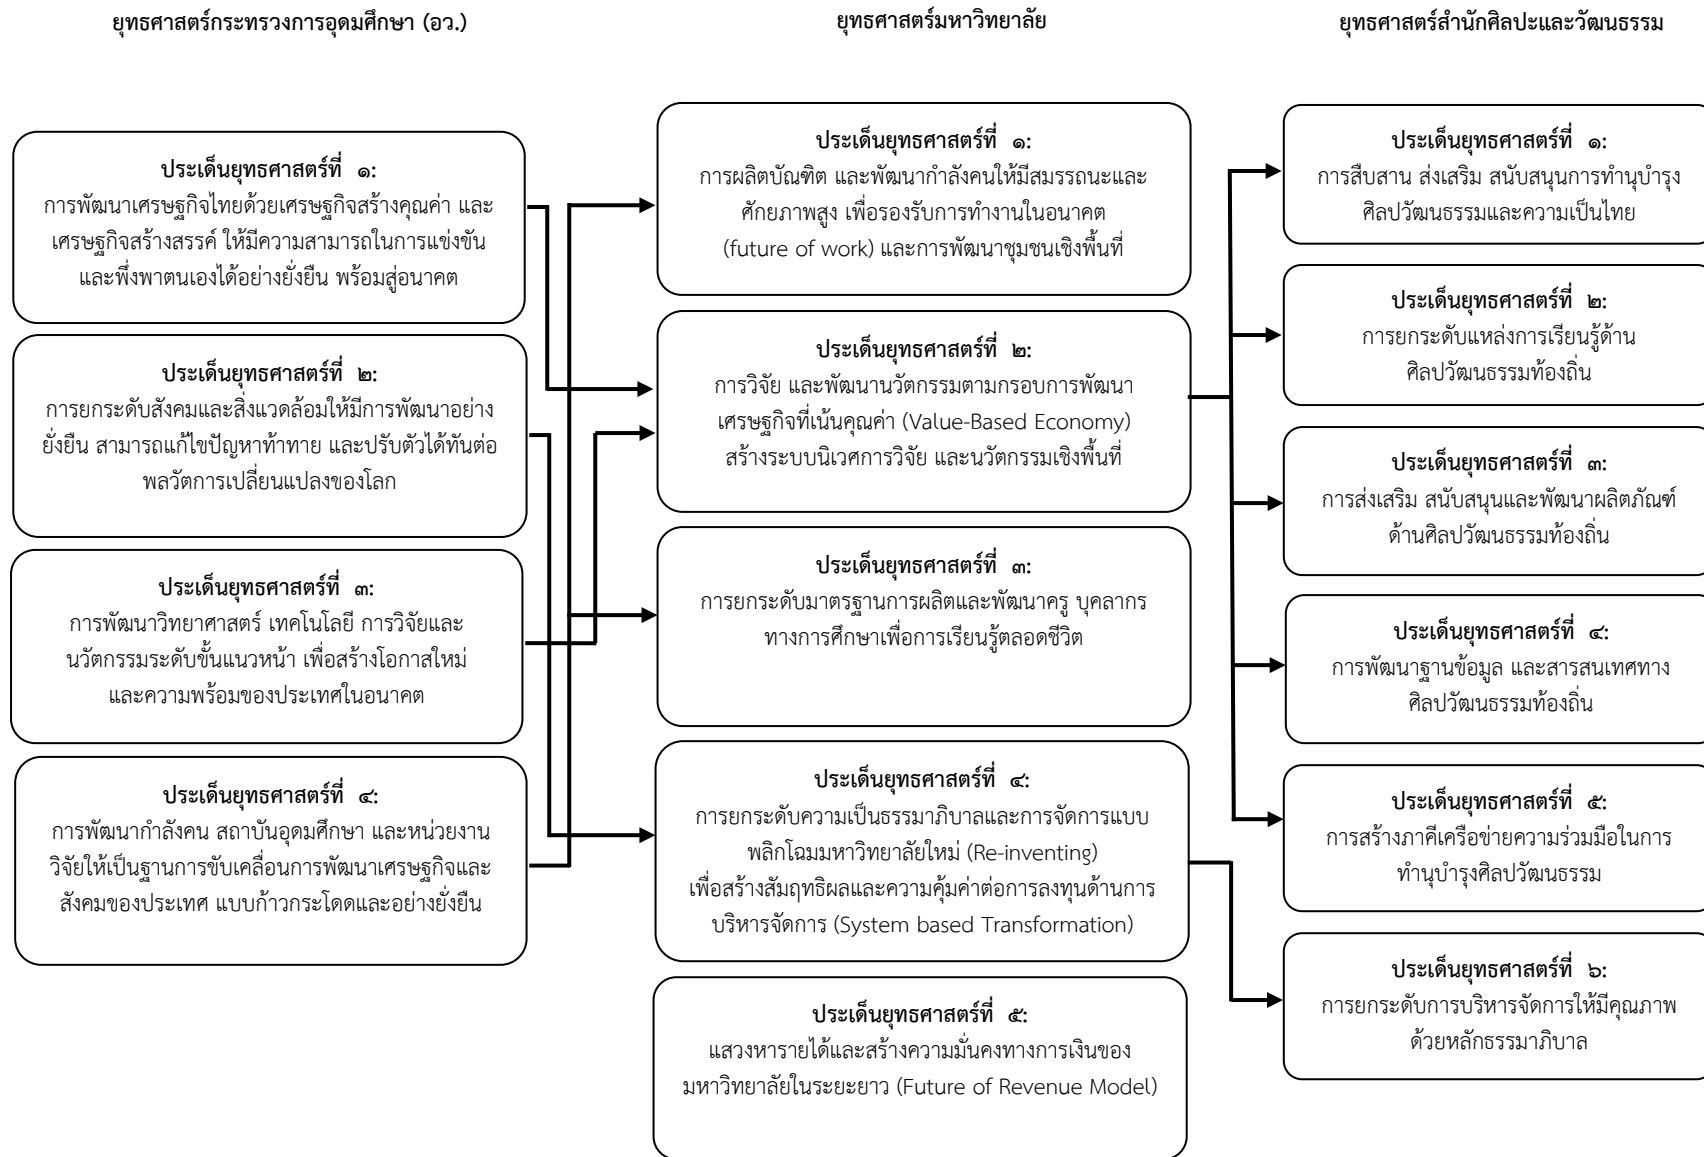 ยุทธศาสตร์กระทรวงการอุดมศึกษา (อว.)
ประเด็นยุทธศาสตร์ที่ ๑:
การพัฒนาเศรษฐกิจไทยด้วยเศรษฐกิจสร้างคุณค่า และ
เศรษฐกิจสร้างสรรค์ ให้มีความสามารถในการแข่งขัน
และพึ่งพาตนเองได้อย่างยั่งยืน พร้อมสู่อนาคต
ประเด็นยุทธศาสตร์ที่ ๒:
การยกระดับสังคมและสิ่งแวดล้อมให้มีการพัฒนาอย่าง
ยั่งยืน สามารถแก้ไขปัญหาท้าทาย และปรับตัวได้ทันต่อ
พลวัตการเปลี่ยนแปลงของโลก
ประเด็นยุทธศาสตร์ที่ ๓:
การพัฒนาวิทยาศาสตร์ เทคโนโลยี การวิจัยและ
นวัตกรรมระดับขั้นแนวหน้า เพื่อสร้างโอกาสใหม่
และความพร้อมของประเทศในอนาคต
ประเด็นยุทธศาสตร์ที่ ๔:
การพัฒนากำลังคน สถาบันอุดมศึกษา และหน่วยงาน
วิจัยให้เป็นฐานการขับเคลื่อนการพัฒนาเศรษฐกิจและ
สังคมของประเทศ แบบก้าวกระโดดและอย่างยั่งยืน
ยุทธศาสตร์มหาวิทยาลัย
ประเด็นยุทธศาสตร์ที่ ๑:
การผลิตบัณฑิต และพัฒนากำลังคนให้มีสมรรถนะและ
ศักยภาพสูง เพื่อรองรับการทำงานในอนาคต
(future of work) และการพัฒนาชุมชนเชิงพื้นที่
ประเด็นยุทธศาสตร์ที่ ๒:
การวิจัย และพัฒนานวัตกรรมตามกรอบการพัฒนา
เศรษฐกิจที่เน้นคุณค่า (Value-Based Economy)
สร้างระบบนิเวศการวิจัย และนวัตกรรมเชิงพื้นที่
ประเด็นยุทธศาสตร์ที่ ๓:
การยกระดับมาตรฐานการผลิตและพัฒนาครู บุคลากร
ทางการศึกษาเพื่อการเรียนรู้ตลอดชีวิต
ประเด็นยุทธศาสตร์ที่ ๔:
การยกระดับความเป็นธรรมาภิบาลและการจัดการแบบ
พลิกโฉมมหาวิทยาลัยใหม่ (Re-inventing)
เพื่อสร้างสัมฤทธิผลและความคุ้มค่าต่อการลงทุนด้านการ
บริหารจัดการ (System based Transformation)
ประเด็นยุทธศาสตร์ที่ ๕:
แสวงหารายได้และสร้างความมั่นคงทางการเงินของ
มหาวิทยาลัยในระยะยาว (Future of Revenue Model)
ยุทธศาสตร์สำนักศิลปะและวัฒนธรรม
ประเด็นยุทธศาสตร์ที่ ๑:
การสืบสาน ส่งเสริม สนับสนุนการทำนุบำรุง
ศิลปวัฒนธรรมและความเป็นไทย
ประเด็นยุทธศาสตร์ที่ ๒:
การยกระดับแหล่งการเรียนรู้ด้าน
ศิลปวัฒนธรรมท้องถิ่น
ประเด็นยุทธศาสตร์ที่ ๓:
การส่งเสริม สนับสนุนและพัฒนาผลิตภัณฑ์
ด้านศิลปวัฒนธรรมท้องถิ่น
ประเด็นยุทธศาสตร์ที่ ๔:
การพัฒนาฐานข้อมูล และสารสนเทศทาง
ศิลปวัฒนธรรมท้องถิ่น
ประเด็นยุทธศาสตร์ที่ ๕:
การสร้างภาคีเครือข่ายความร่วมมือในการ
ทำนุบำรุงศิลปวัฒนธรรม
ประเด็นยุทธศาสตร์ที่ ๖:
การยกระดับการบริหารจัดการให้มีคุณภาพ
ด้วยหลักธรรมาภิบาล